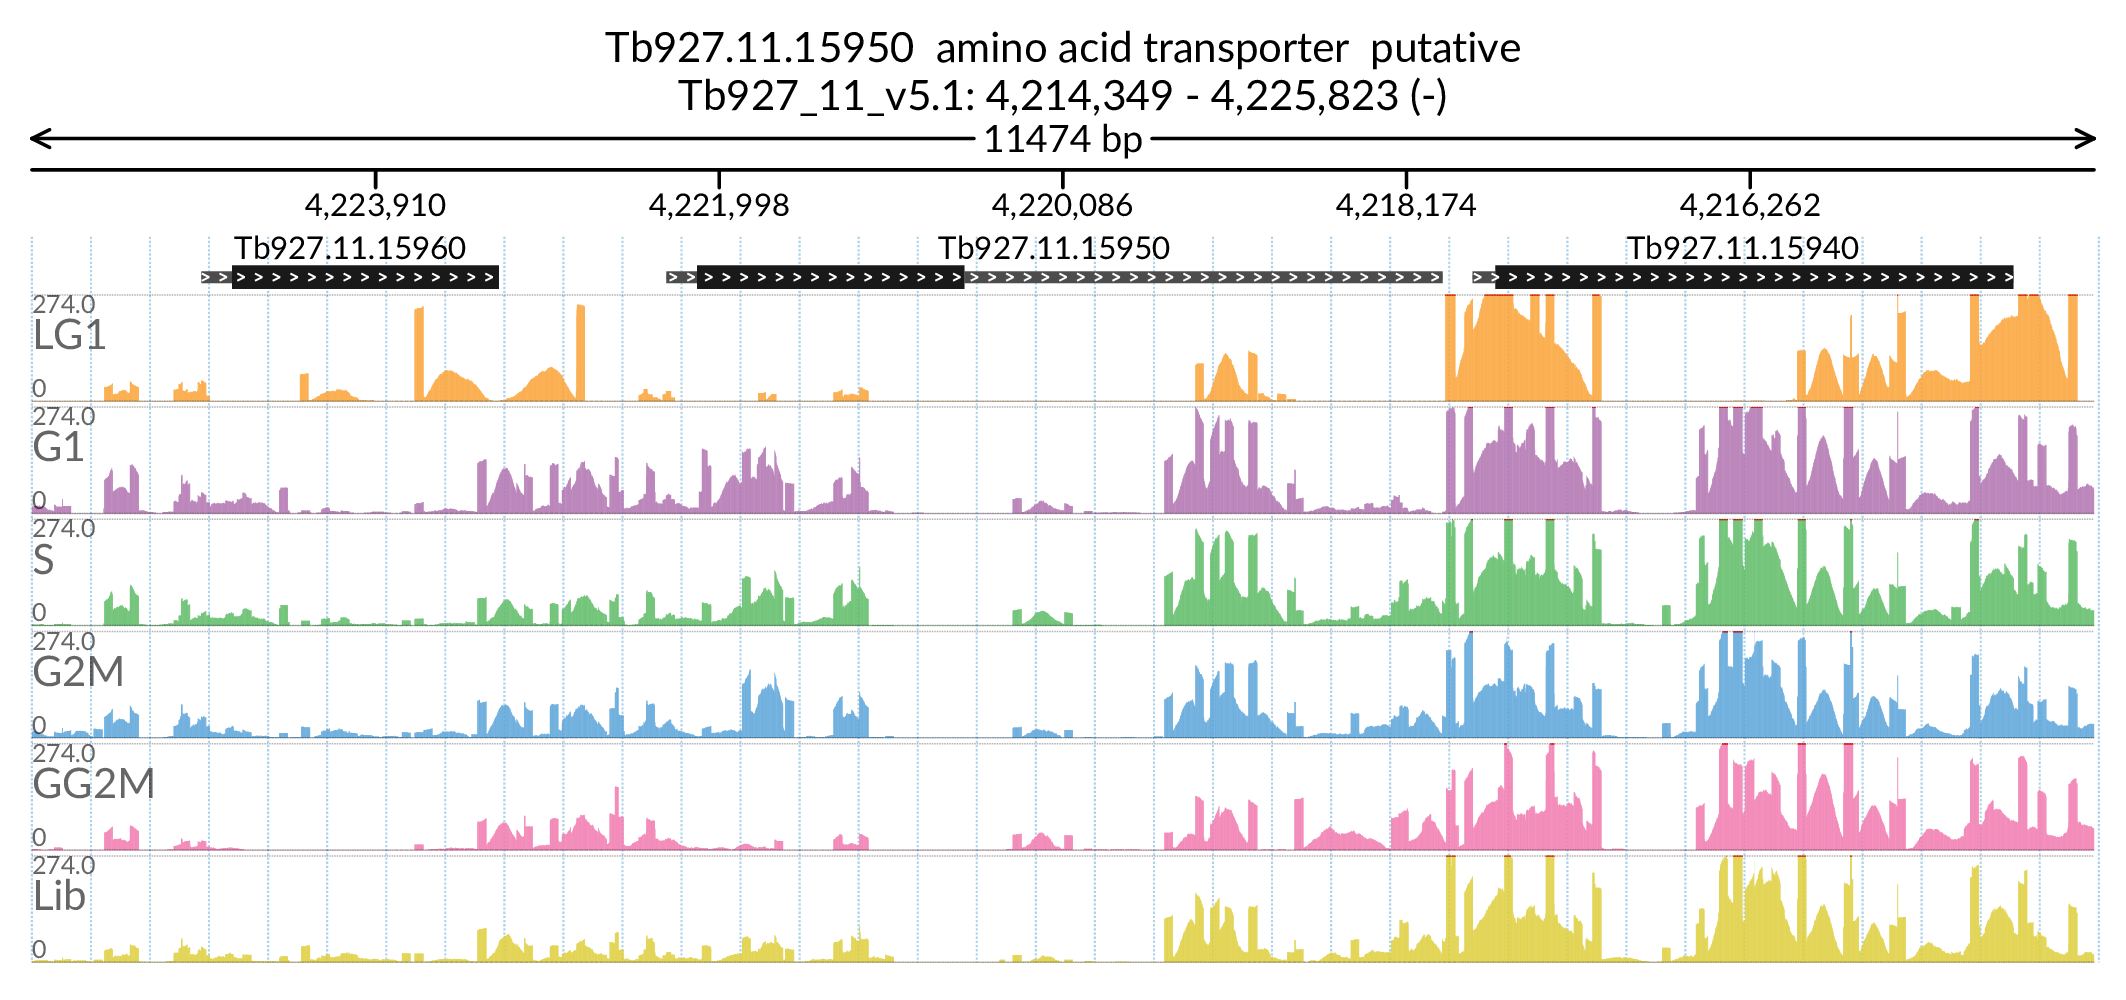 Tb927.11.15950  amino acid transporter  putative
Tb927_11_v5.1: 4,214,349 - 4,225,823 (-)
11474 bp
4,223,910 4,221,998 4,220,086 4,218,174 4,216,262
Tb927.11.15960 Tb927.11.15950 Tb927.11.15940
274.0
LG1
0
274.0
G1
0
274.0
S
0
274.0
G2M
0
274.0
GG2M
0
274.0
Lib
0